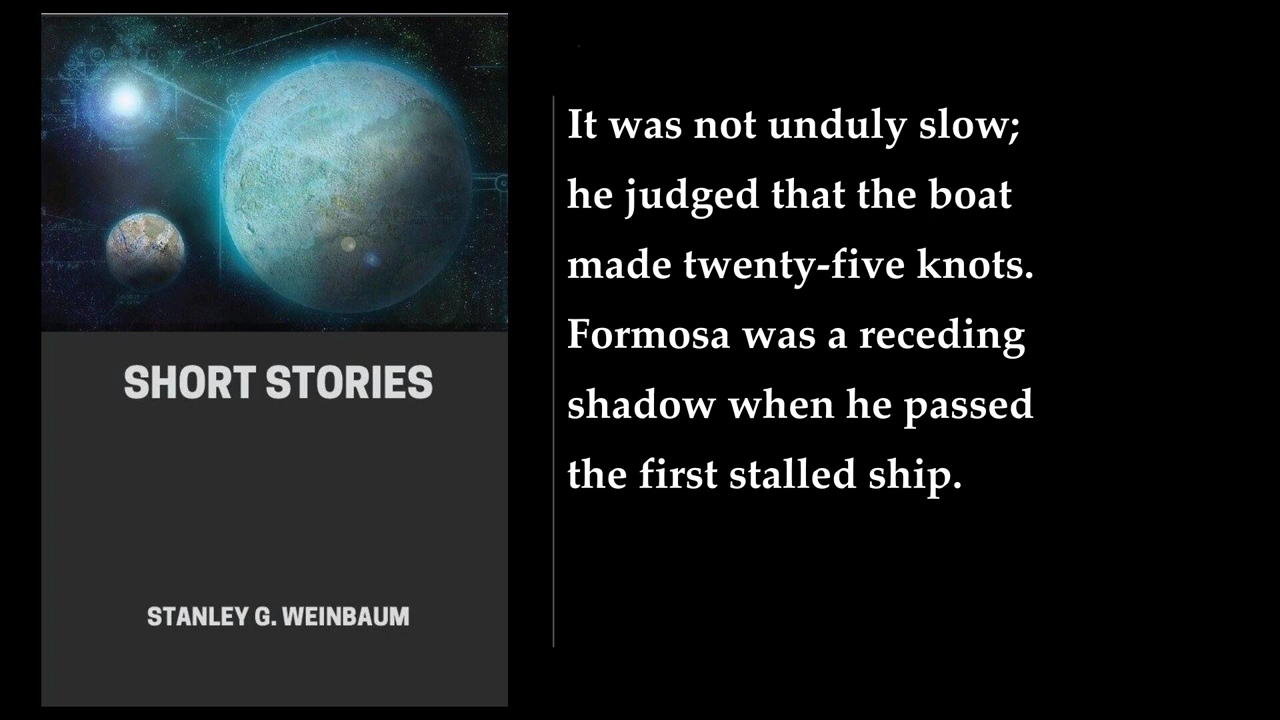 SHORT STORIES
STANLEY G. WEINBAUM
It was not unduly slow;
he judged that the boat
made twenty-five knots.
Formosa was a receding
shadow when he passed
the first stalled ship.